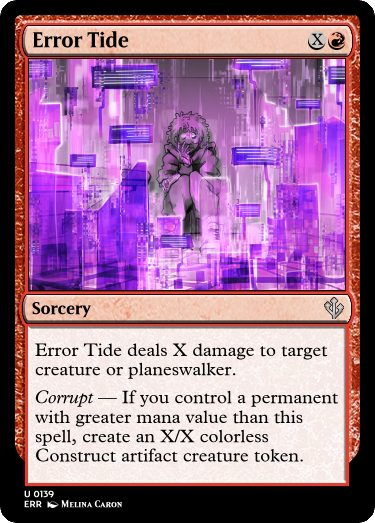 Error Tide X
Sorcery
Error Tide deals X damage to target
creature or planeswalker.
Corrupt — If you control a permanent
with greater mana value than this
spell, create an X/X colorless
Construct artifact creature token.
U 0139
ERR MELINA CARON